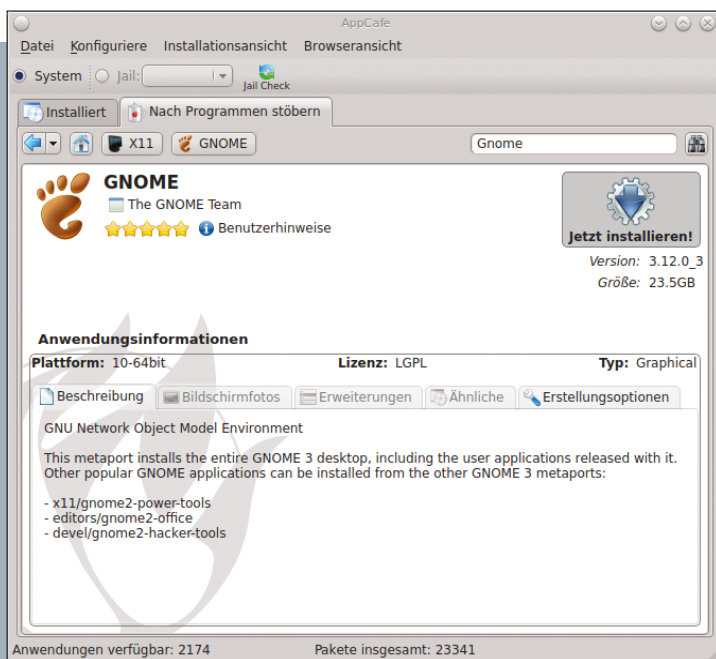 AppCafe
Datei Konfiguriere Installationsansicht Browseransicht
System Jail: Jail Check
Installiert Nach Programmen stöbern
X11 GNOME Gnome
GNOME
The GNOME Team
Benutzerhinweise
Jetzt installieren!
Version: 3.12.0_3
Größe: 23.5GB
Anwendungsinformationen
Plattform: 10-64bit Lizenz: LGPL Typ: Graphical
Beschreibung Bildschirmfotos Erweiterungen Ähnliche Erstellungsoptionen
GNU Network Object Model Environment
This metaport installs the entire GNOME 3 desktop, including the user applications released with it.
Other popular GNOME applications can be installed from the other GNOME 3 metaports:
- x11/gnome2-power-tools
- editors/gnome2-office
- devel/gnome2-hacker-tools
Anwendungen verfügbar: 2174 Pakete insgesamt: 23341